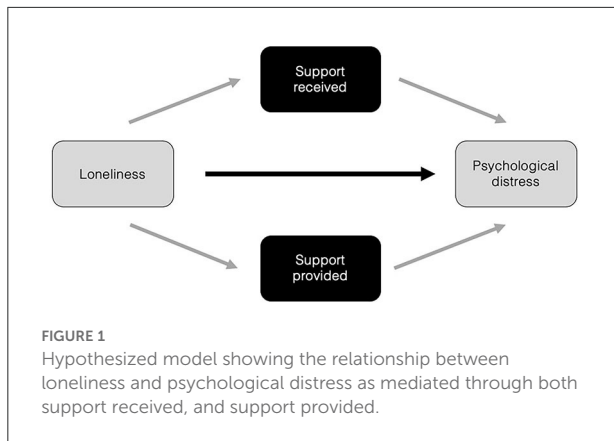 Support
received
Loneliness
Psychological
distress
Support
provided
FIGURE 1
Hypothesized model showing the relationship between
loneliness and psychological distress as mediated through both
support received, and support provided.